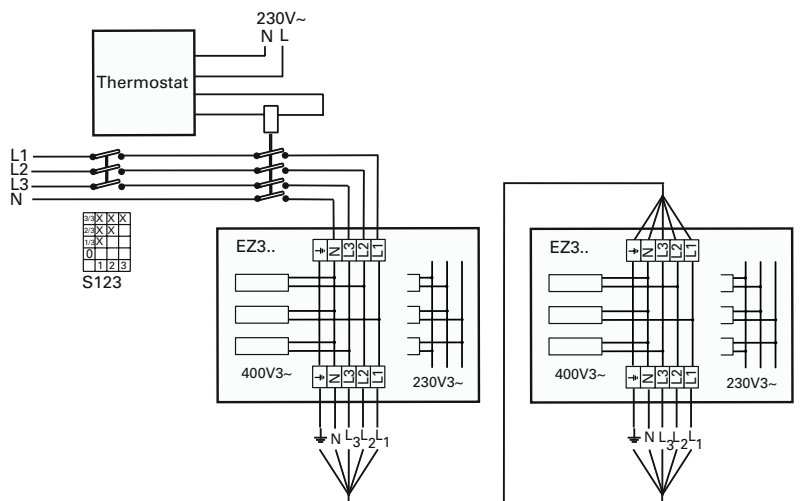 230V~
N L
Thermostat
L1
L2
L3
N
3/3 X X X
2/3 X X
1/3 X
0
1 2 3
S123
EZ3..
⏚ N L3 L2 L1
400V3~
230V3~
⏚ N L3 L2 L1
⏚ N L3 L2 L1
EZ3..
⏚ N L3 L2 L1
400V3~
230V3~
⏚ N L3 L2 L1
⏚ N L3 L2 L1